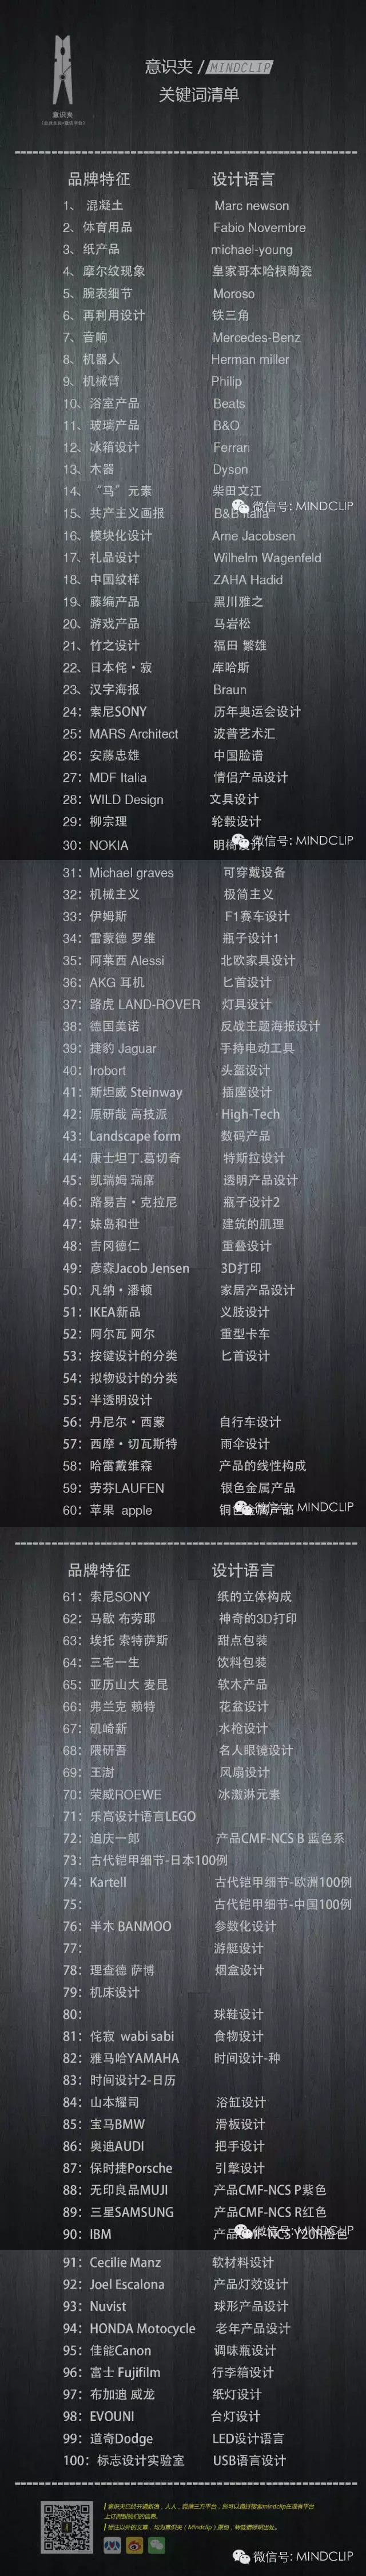 意识夹
意识夹 / MINDCLIP
关键词清单
品牌特征 设计语言
1、 混凝土 Marc newson
2、体育用品 Fabio Novembre
3、纸产品 michael-young
4、摩尔纹现象 皇家哥本哈根陶瓷
5、腕表细节 Moroso
6、再利用设计 铁三角
7、音响 Mercedes-Benz
8、机器人 Herman miller
9、机械臂 Philip
10、浴室产品 Beats
11、玻璃产品 B&O
12、冰箱设计 Ferrari
13、木器 Dyson
14、“马”元素 柴田文江
微信号: MINDCLIP
15、共产主义画报 B&B Italia
16、模块化设计 Arne Jacobsen
17、礼品设计 Wilhelm Wagenfeld
18、中国纹样 ZAHA Hadid
19、藤编产品 黑川雅之
20、游戏产品 马岩松
21、竹之设计 福田 繁雄
22、日本侘·寂 库哈斯
23、汉字海报 Braun
24：索尼SONY 历年奥运会设计
25：MARS Architect 波普艺术汇
26：安藤忠雄 中国脸谱
27：MDF Italia 情侣产品设计
28：WILD Design 文具设计
29：柳宗理 轮毂设计
微信号: MINDCLIP
30：NOKIA 明椅设计
31：Michael graves 可穿戴设备
32：机械主义 极简主义
33：伊姆斯 F1赛车设计
34：雷蒙德 罗维 瓶子设计1
35：阿莱西 Alessi 北欧家具设计
36：AKG 耳机 匕首设计
37：路虎 LAND-ROVER 灯具设计
38：德国美诺 反战主题海报设计
39：捷豹 Jaguar 手持电动工具
40：Irobort 头盔设计
41：斯坦威 Steinway 插座设计
42：原研哉 高技派 High-Tech
43：Landscape form 数码产品
44：康士坦丁.葛切奇 特斯拉设计
45：凯瑞姆 瑞席 透明产品设计
46：路易吉·克拉尼 瓶子设计2
47：妹岛和世 建筑的肌理
48：吉冈德仁 重叠设计
49：彦森Jacob Jensen 3D打印
50：凡纳·潘顿 家居产品设计
51：IKEA新品 义肢设计
52：阿尔瓦 阿尔 重型卡车
53：按键设计的分类 匕首设计
54：拟物设计的分类
55：半透明设计
56：丹尼尔·西蒙 自行车设计
57：西摩·切瓦斯特 雨伞设计
58：哈雷戴维森 产品的线性构成
59：劳芬LAUFEN 银色金属产品
60：苹果 apple 铜色金属产品
微信号: MINDCLIP
品牌特征 设计语言
61：索尼SONY 纸的立体构成
62：马歇 布劳耶 神奇的3D打印
63：埃托 索特萨斯 甜点包装
64：三宅一生 饮料包装
65：亚历山大 麦昆 软木产品
66：弗兰克 赖特 花盆设计
67：矶崎新 水枪设计
68：隈研吾 名人眼镜设计
69：王澍 风扇设计
70：荣威ROEWE 冰激淋元素
71：乐高设计语言LEGO
72：迫庆一郎 产品CMF-NCS B 蓝色系
73：古代铠甲细节-日本100例
74：Kartell 古代铠甲细节-欧洲100例
75： 古代铠甲细节-中国100例
76：半木 BANMOO 参数化设计
77： 游艇设计
78：理查德 萨博 烟盒设计
79：机床设计
80： 球鞋设计
81：侘寂 wabi sabi 食物设计
82：雅马哈YAMAHA 时间设计-种
83：时间设计2-日历
84：山本耀司 浴缸设计
85：宝马BMW 滑板设计
86：奥迪AUDI 把手设计
87：保时捷Porsche 引擎设计
88：无印良品MUJI 产品CMF-NCS P紫色
89：三星SAMSUNG 产品CMF-NCS R红色
90：IBM 产品CMF-NCS Y20R橙色
微信号: MINDCLIP
91：Cecilie Manz 软材料设计
92：Joel Escalona 产品灯效设计
93：Nuvist 球形产品设计
94：HONDA Motocycle 老年产品设计
95：佳能Canon 调味瓶设计
96：富士 Fujifilm 行李箱设计
97：布加迪 威龙 纸灯设计
98：EVOUNI 台灯设计
99：道奇Dodge LED设计语言
100：标志设计实验室 USB语言设计
微信号: MINDCLIP